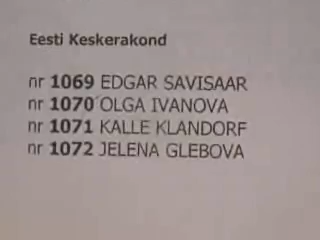 Eesti Keskerakond
nr 1069 EDGAR SAVISAAR
nr 1070 OLGA IVANOVA
nr 1071 KALLE KLANDORF
nr 1072 JELENA GLEBOVA